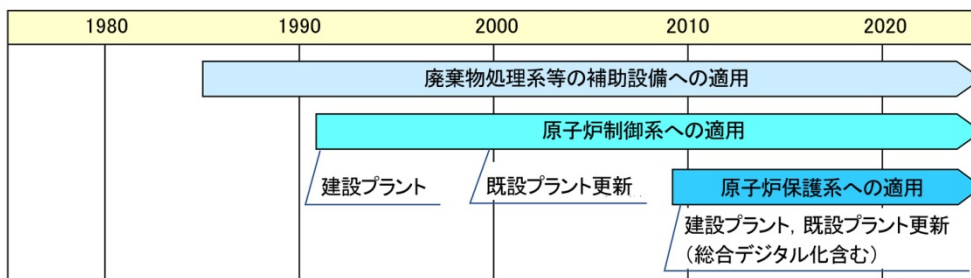 1980 1990 2000 2010 2020
廃棄物処理系等の補助設備への適用
原子炉制御系への適用
建設プラント 既設プラント更新 原子炉保護系への適用
建設プラント, 既設プラント更新
（総合デジタル化含む）